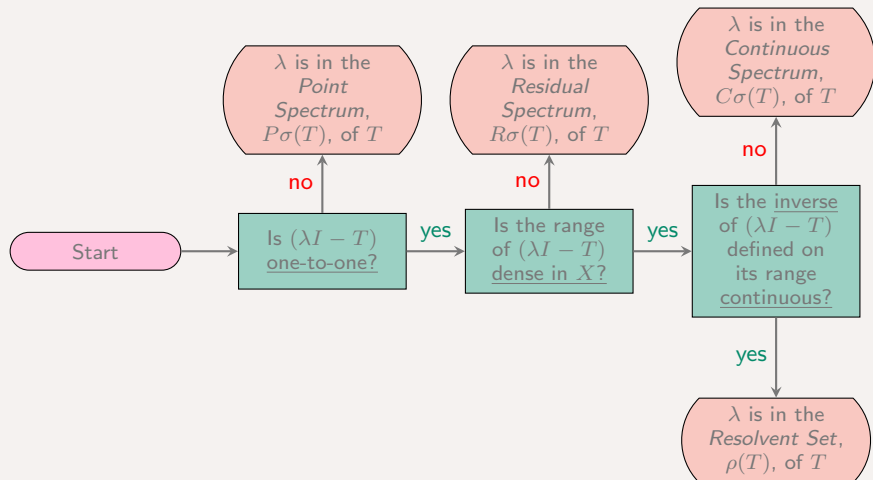 Start
Is (λI − T)
one-to-one?
no
λ is in the
Point
Spectrum,
Pσ(T), of T
yes
Is the range
of (λI − T)
dense in X?
no
λ is in the
Residual
Spectrum,
Rσ(T), of T
yes
Is the inverse
of (λI − T)
defined on
its range
continuous?
no
λ is in the
Continuous
Spectrum,
Cσ(T), of T
yes
λ is in the
Resolvent Set,
ρ(T), of T